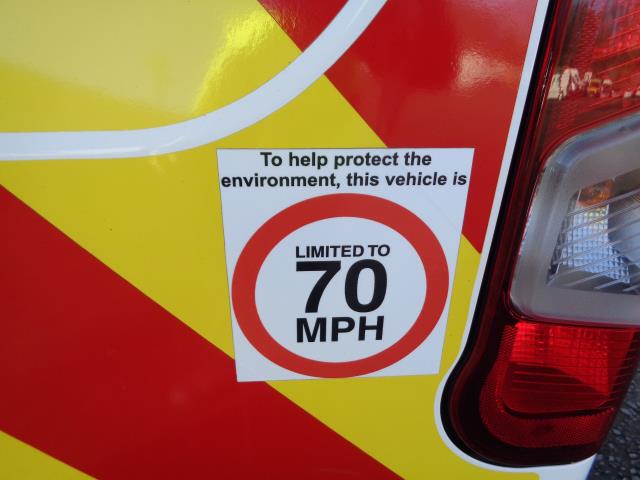 To help protect the
environment, this vehicle is
LIMITED TO
70
MPH